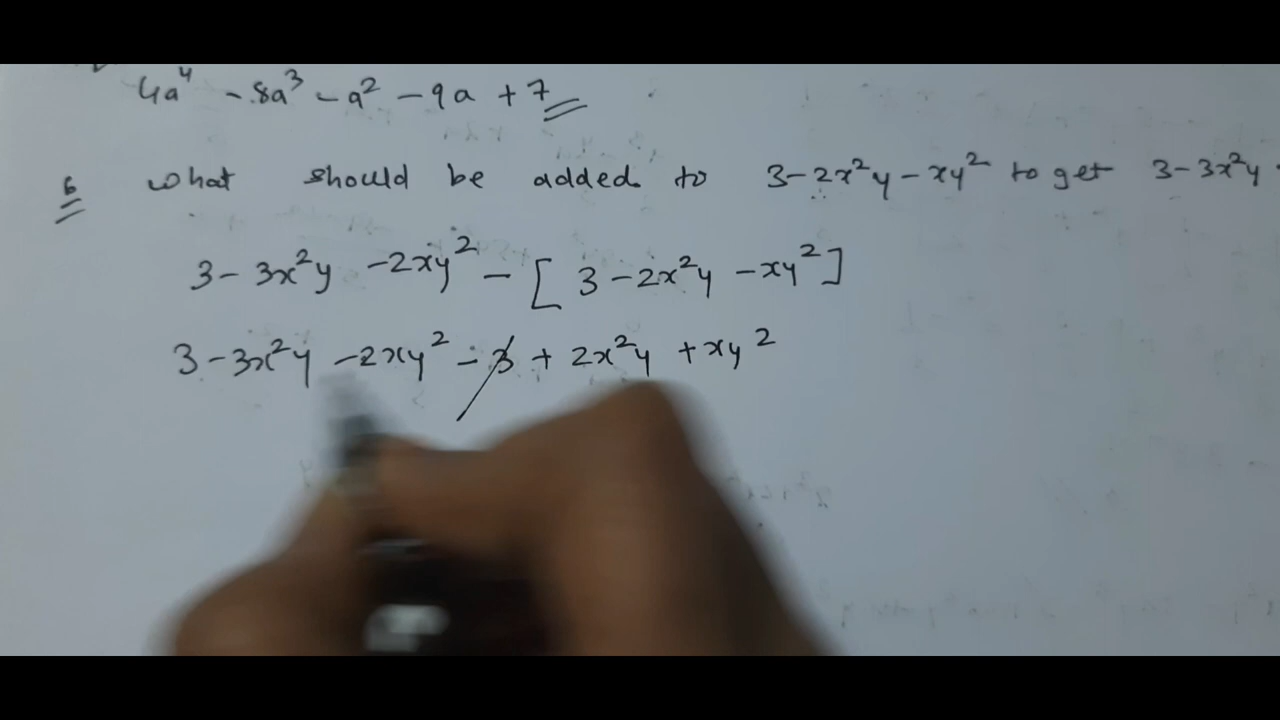 4a⁴ - 8a³ - a² - 9a + 7
6 what should be added to 3-2x²y-xy² to get 3-3x²y
3- 3x²y -2xy² - [ 3 -2x²y -xy²]
3 -3x²y -2xy² - 3 + 2x²y + xy²